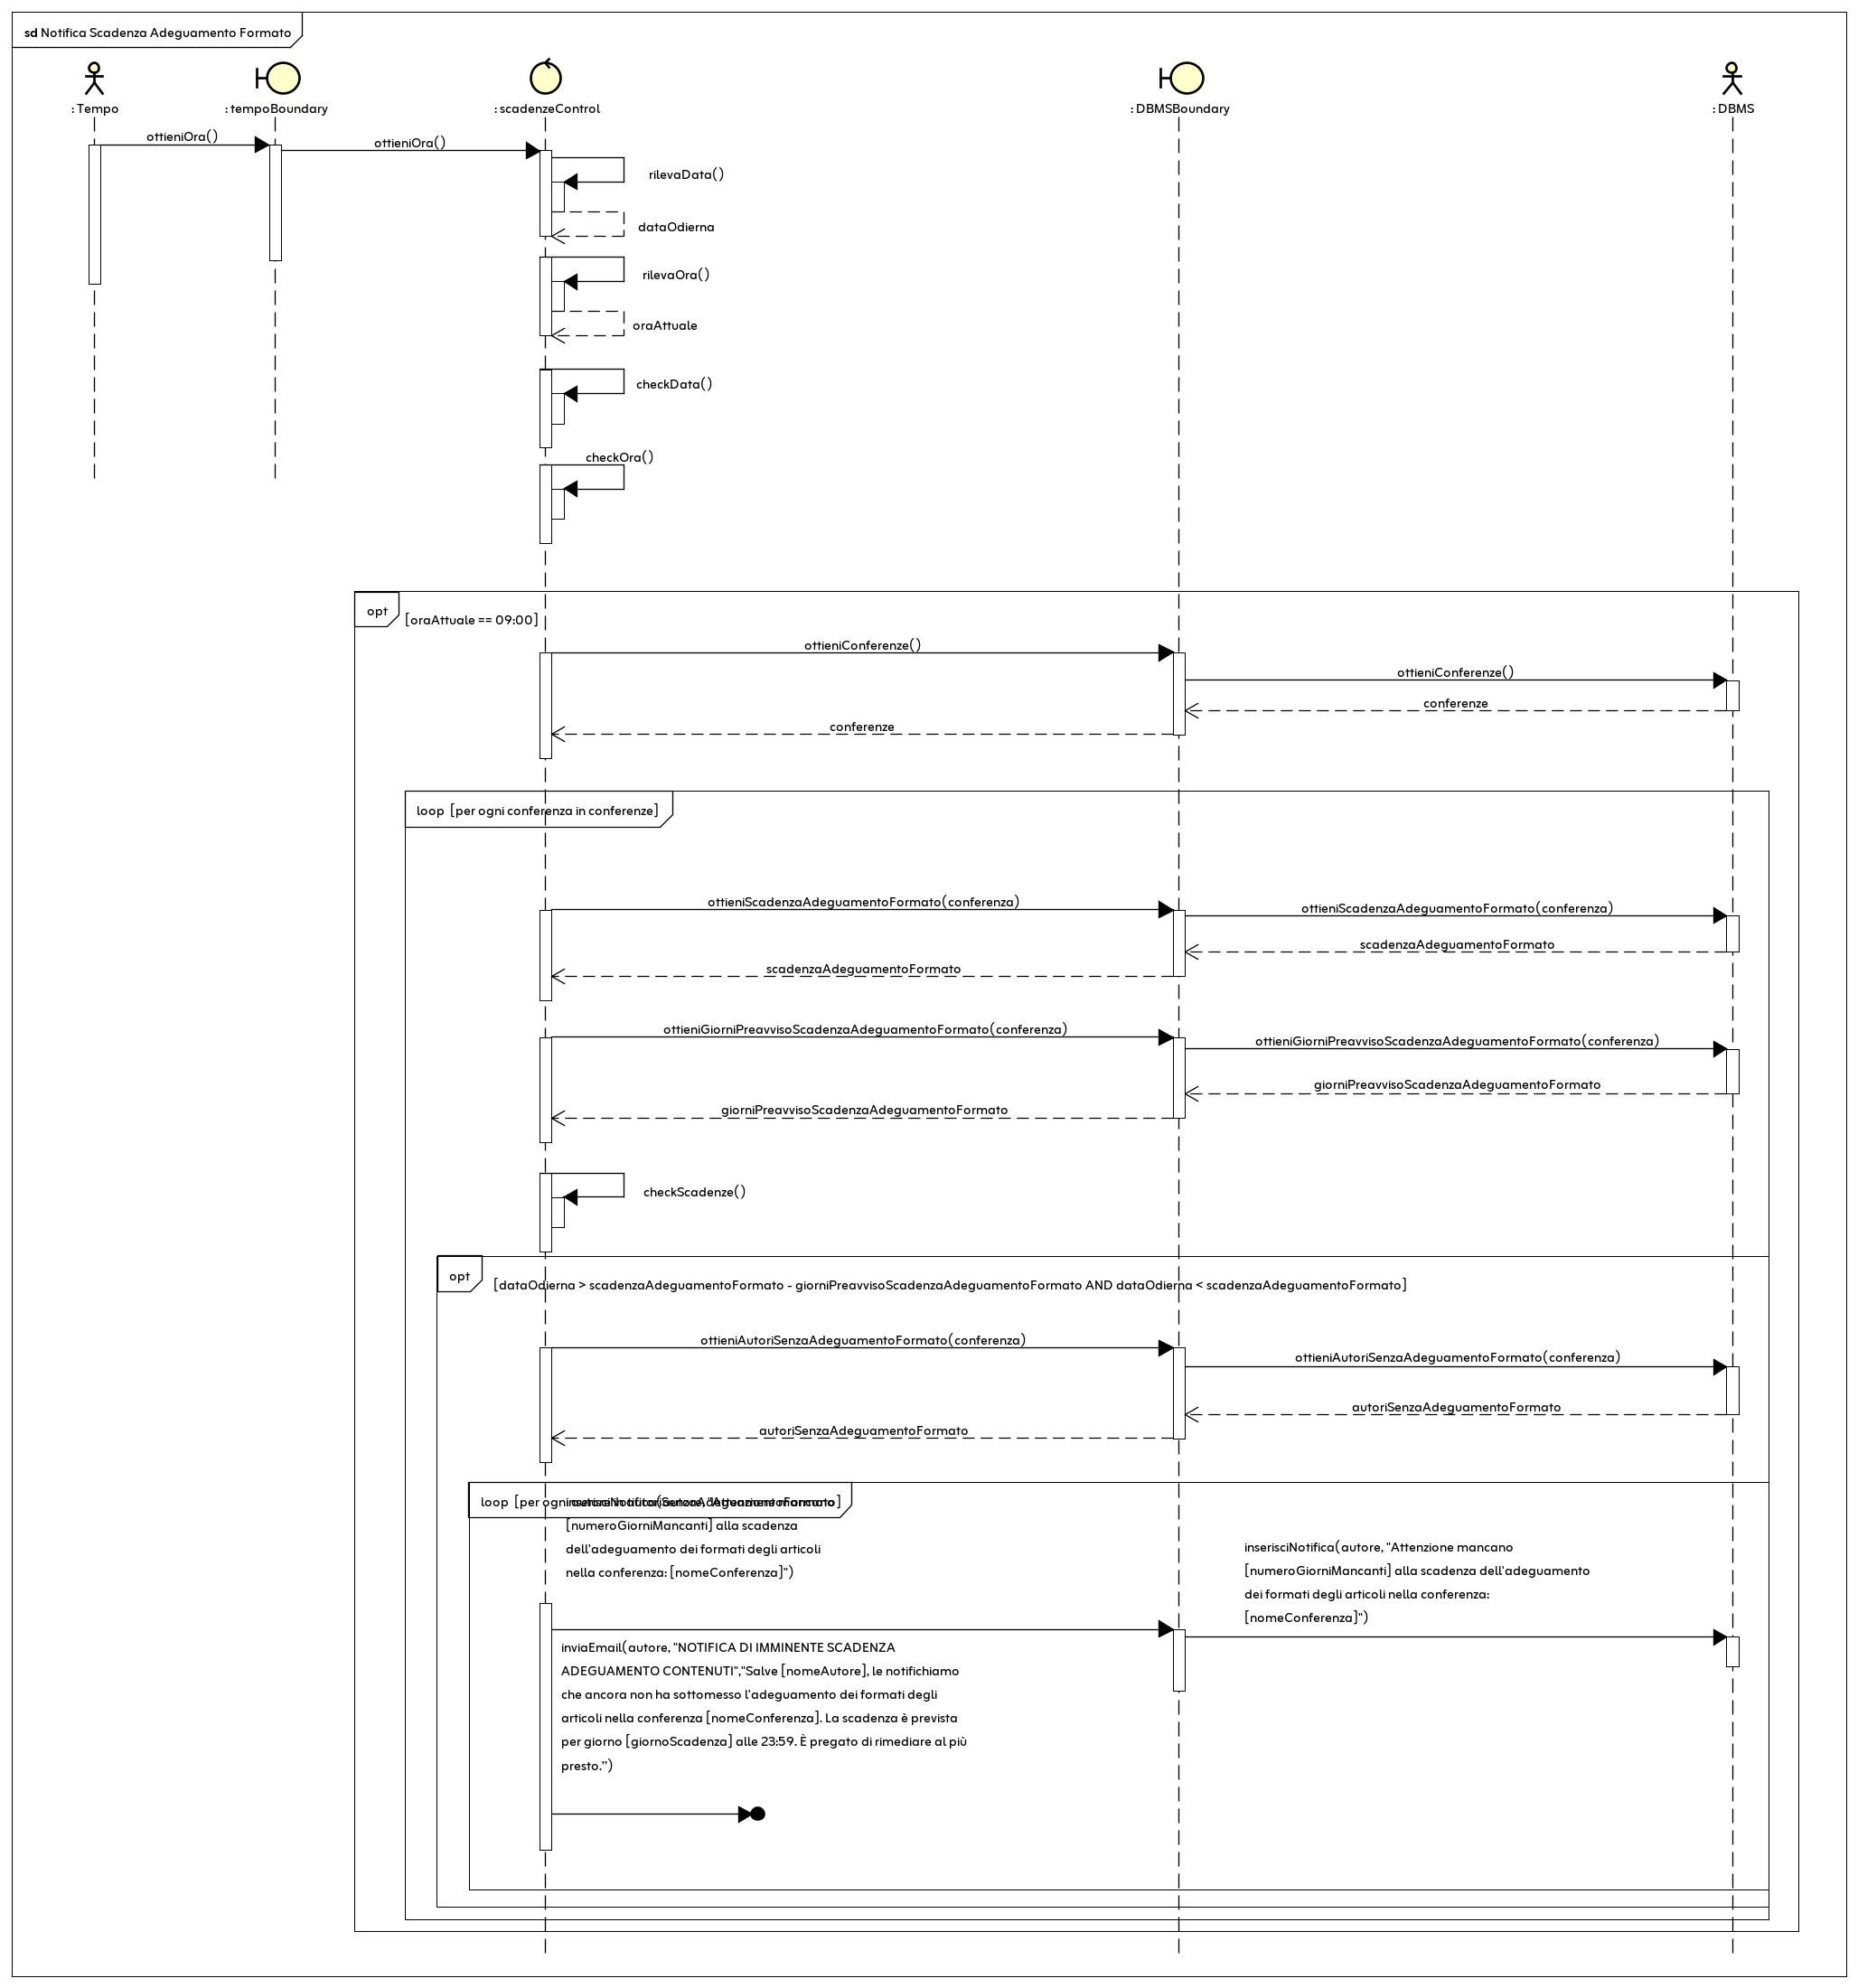 sd Notifica Scadenza Adeguamento Formato
: Tempo
: tempoBoundary
: scadenzeControl
: DBMSBoundary
: DBMS
ottieniOra()
ottieniOra()
rilevaData()
dataOdierna
rilevaOra()
oraAttuale
checkData()
checkOra()
opt
[oraAttuale == 09:00]
ottieniConferenze()
ottieniConferenze()
conferenze
conferenze
loop [per ogni conferenza in conferenze]
ottieniScadenzaAdeguamentoFormato(conferenza)
ottieniScadenzaAdeguamentoFormato(conferenza)
scadenzaAdeguamentoFormato
scadenzaAdeguamentoFormato
ottieniGiorniPreavvisoScadenzaAdeguamentoFormato(conferenza)
ottieniGiorniPreavvisoScadenzaAdeguamentoFormato(conferenza)
giorniPreavvisoScadenzaAdeguamentoFormato
giorniPreavvisoScadenzaAdeguamentoFormato
checkScadenze()
opt
[dataOdierna > scadenzaAdeguamentoFormato - giorniPreavvisoScadenzaAdeguamentoFormato AND dataOdierna < scadenzaAdeguamentoFormato]
ottieniAutoriSenzaAdeguamentoFormato(conferenza)
ottieniAutoriSenzaAdeguamentoFormato(conferenza)
autoriSenzaAdeguamentoFormato
autoriSenzaAdeguamentoFormato
loop [per ogni
[numeroGiorniMancanti] alla scadenza
dell'adeguamento dei formati degli articoli
nella conferenza: [nomeConferenza]")
inserisciNotifica(autore, "Attenzione mancano
[numeroGiorniMancanti] alla scadenza dell'adeguamento
dei formati degli articoli nella conferenza:
[nomeConferenza]")
inviaEmail(autore, "NOTIFICA DI IMMINENTE SCADENZA
ADEGUAMENTO CONTENUTI","Salve [nomeAutore], le notifichiamo
che ancora non ha sottomesso l'adeguamento dei formati degli
articoli nella conferenza [nomeConferenza]. La scadenza è prevista
per giorno [giornoScadenza] alle 23:59. È pregato di rimediare al più
presto.")